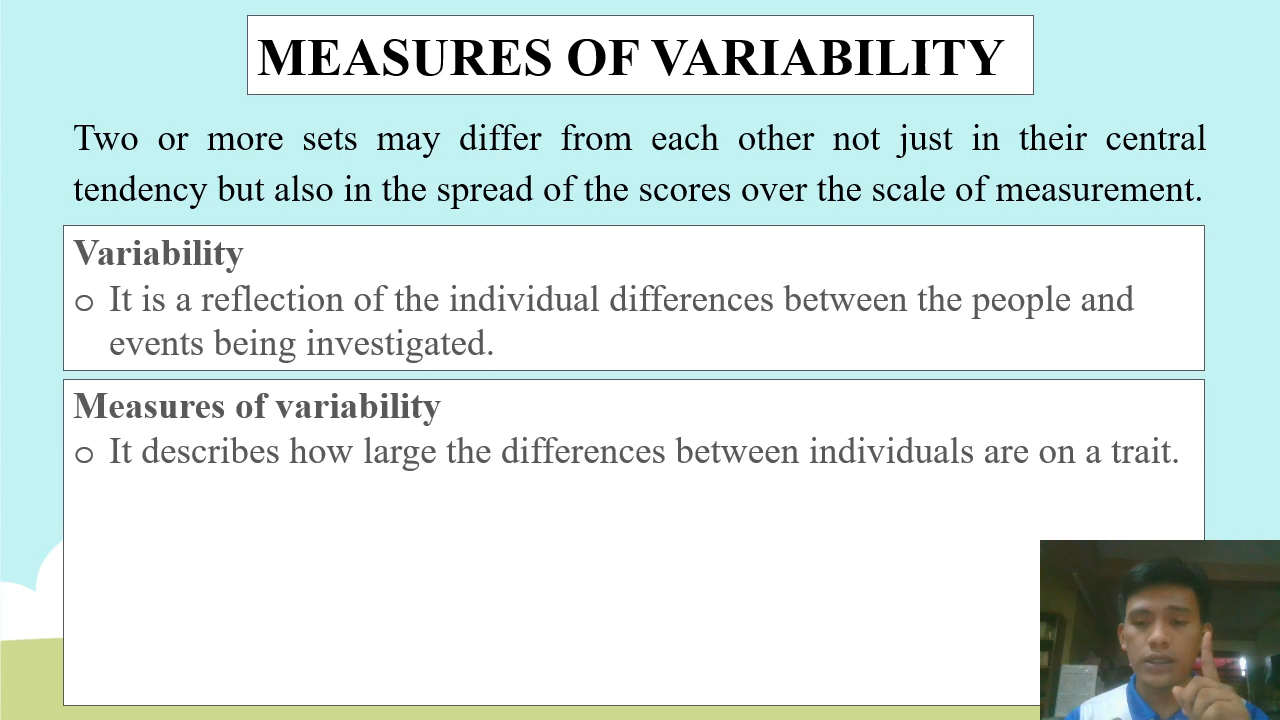 MEASURES OF VARIABILITY
Two or more sets may differ from each other not just in their central
tendency but also in the spread of the scores over the scale of measurement.
Variability
o It is a reflection of the individual differences between the people and
events being investigated.
Measures of variability
o It describes how large the differences between individuals are on a trait.